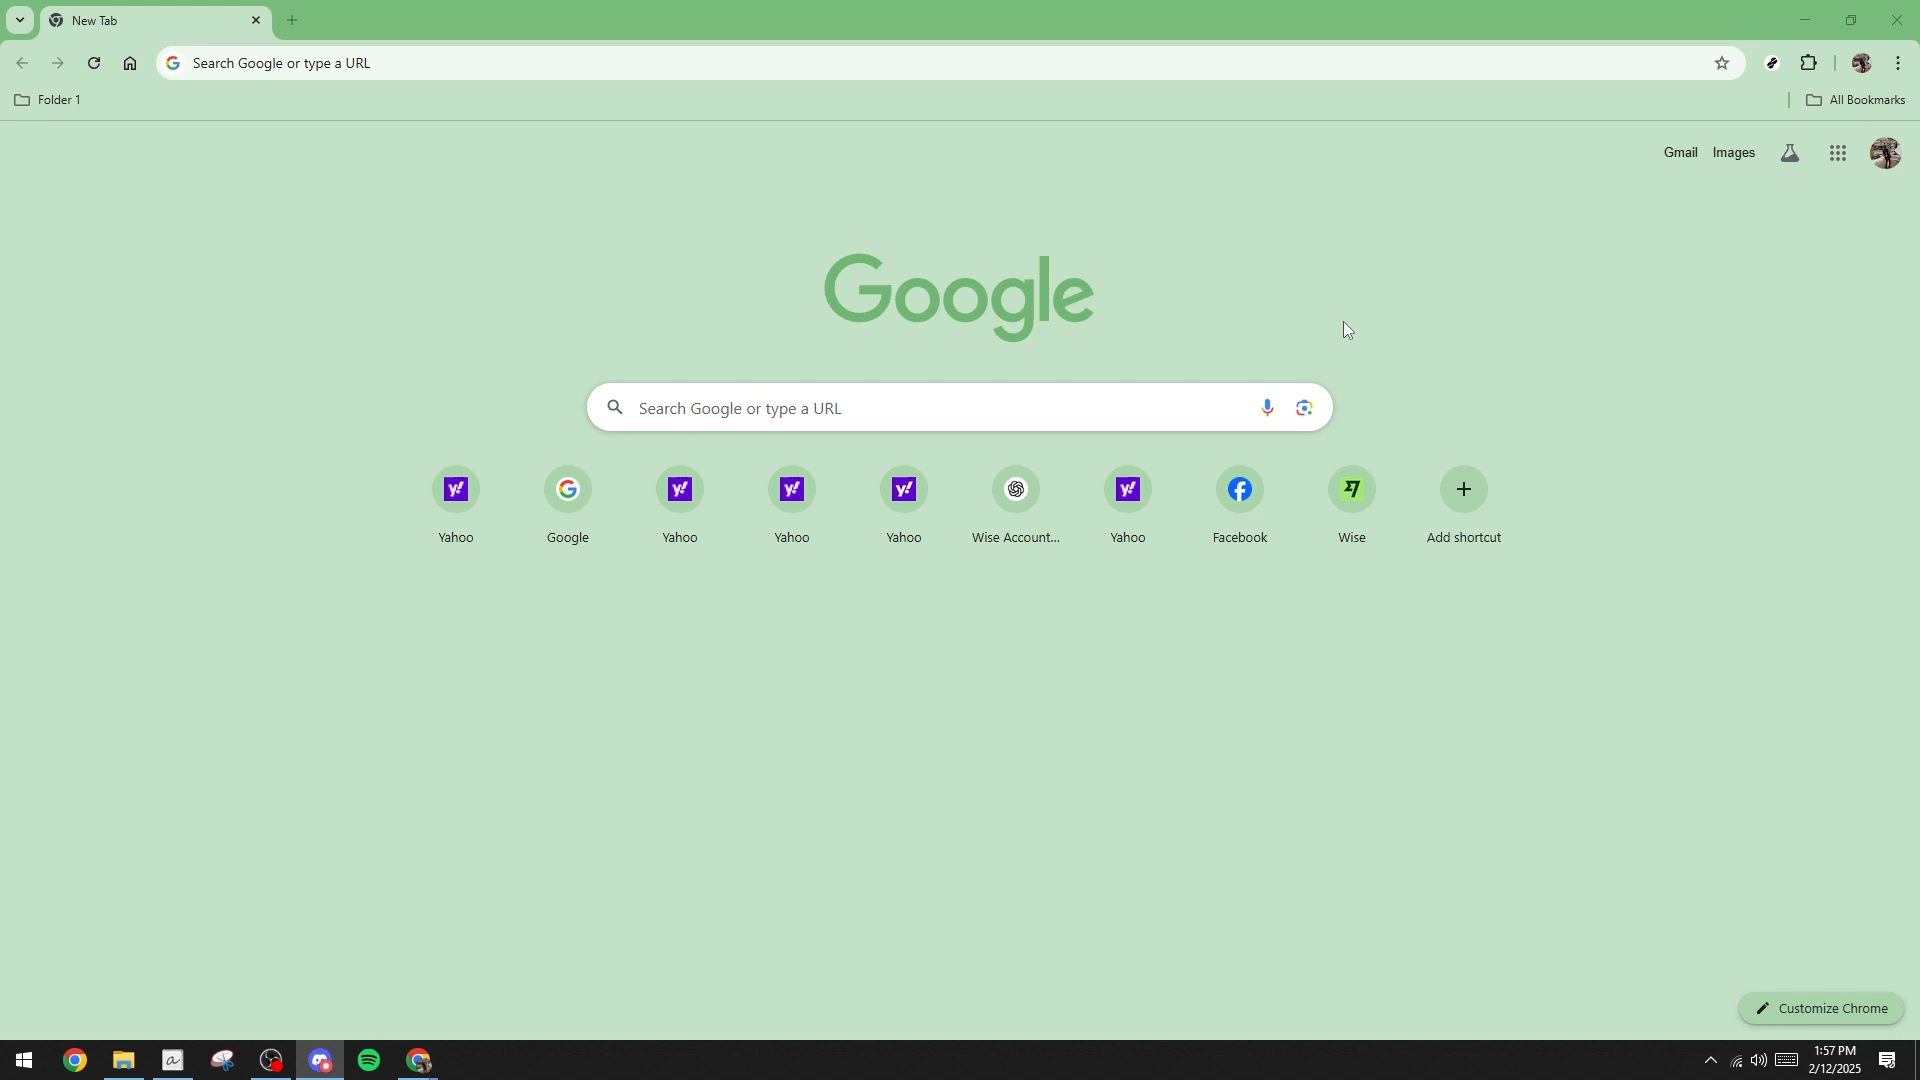 New Tab
Search Google or type a URL
Folder 1
All Bookmarks
Gmail Images
Google
Search Google or type a URL
Yahoo Google Yahoo Yahoo Yahoo Wise Account... Yahoo Facebook Wise Add shortcut
Customize Chrome
1:57 PM
2/12/2025